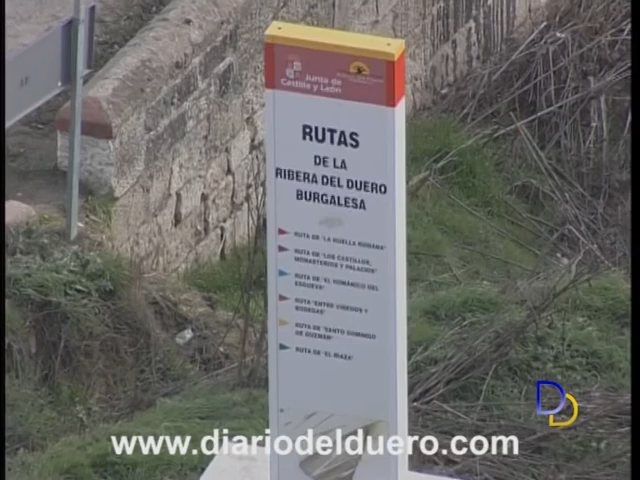 Junta de
Castilla y León
RUTAS
DE LA
RIBERA DEL DUERO
BURGALESA
RUTA DE "LA HUELLA ROMANA"
RUTA DE "LOS CASTILLOS,
MONASTERIOS Y PALACIOS"
RUTA DE "EL ROMÁNICO DEL
ESGUEVA"
RUTA "ENTRE VIÑEDOS Y
BODEGAS"
RUTA DE "SANTO DOMINGO
DE GUZMÁN"
RUTA DE "EL RIAZA"
DD
www.diariodelduero.com